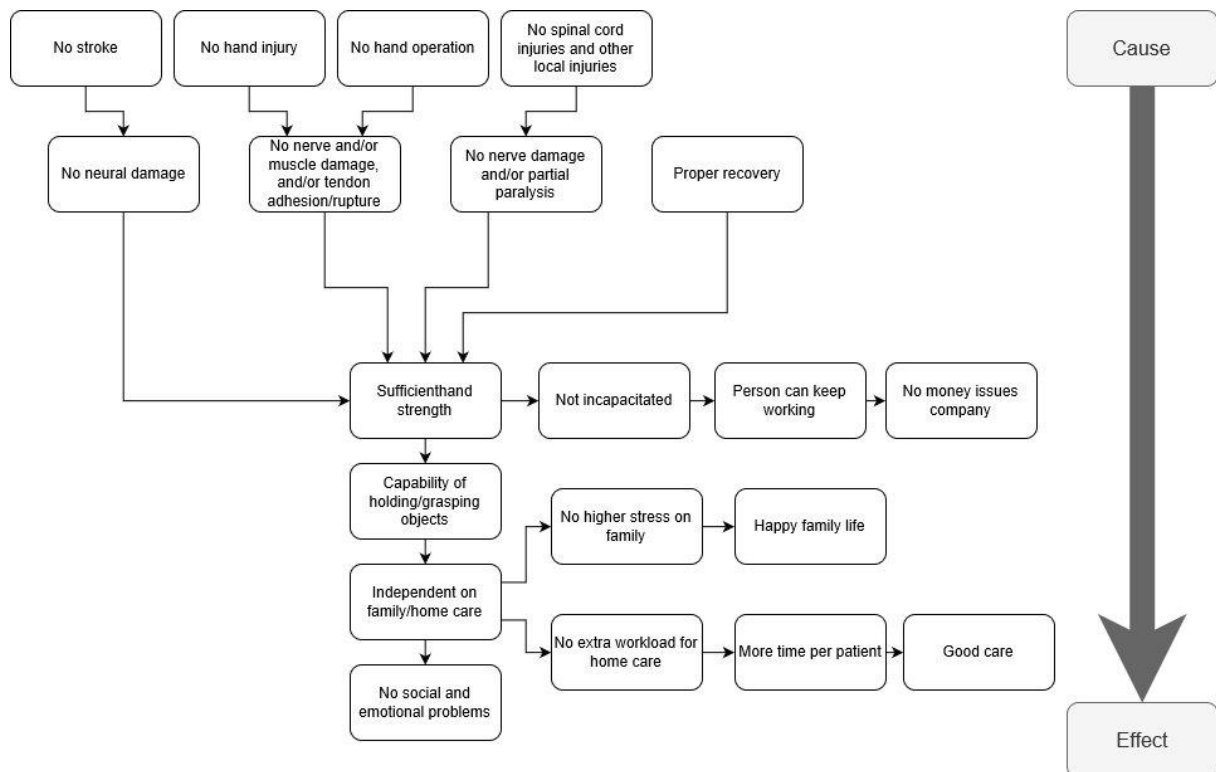 No stroke
No hand injury
No hand operation
No spinal cord
injuries and other
local injuries
Cause
No neural damage
No nerve and/or
muscle damage,
and/or tendon
adhesion/rupture
No nerve damage
and/or partial
paralysis
Proper recovery
Sufficienthand
strength
Not incapacitated
Person can keep
working
No money issues
company
Capability of
holding/grasping
objects
No higher stress on
family
Happy family life
Independent on
family/home care
No extra workload for
home care
More time per patient
Good care
No social and
emotional problems
Effect